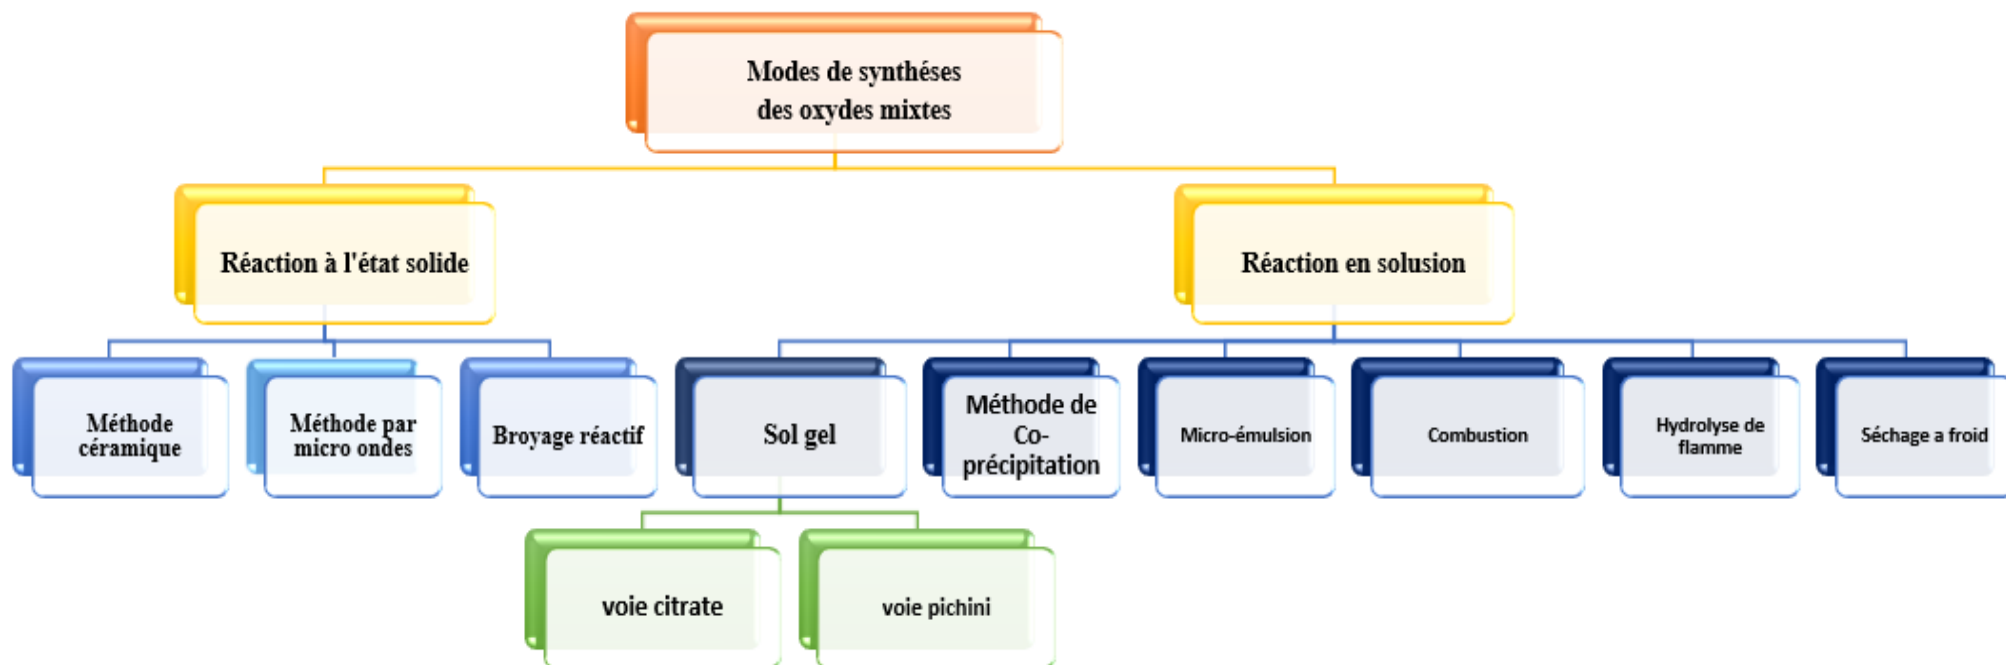 Modes de synthéses
des oxydes mixtes
Réaction à l'état solide
Réaction en solusion
Méthode
céramique
Méthode par
micro ondes
Broyage réactif
Sol gel
Méthode de
Co-
précipitation
Micro-émulsion
Combustion
Hydrolyse de
flamme
Séchage a froid
voie citrate
voie pichini